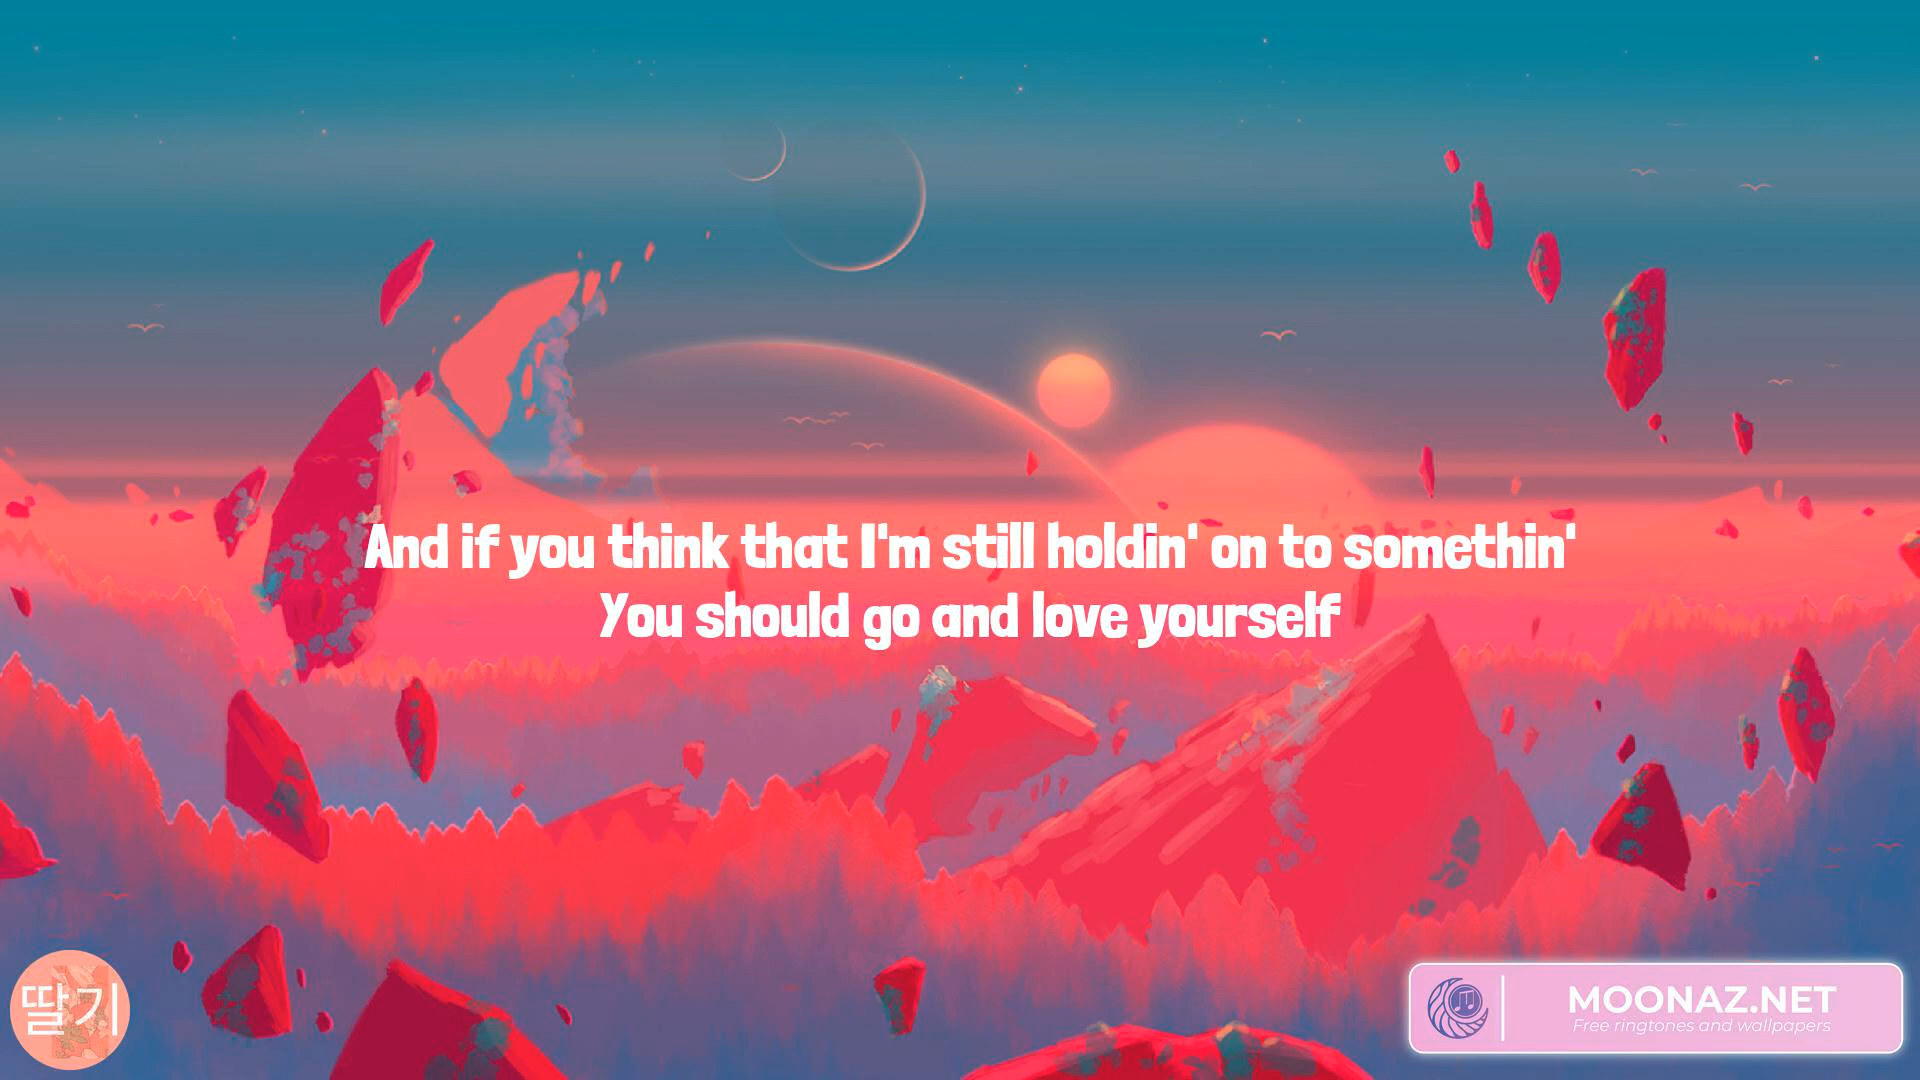 And if you think that I'm still holdin' on to somethin'
You should go and love yourself
딸기
MOONAZ.NET
Free ringtones and wallpapers